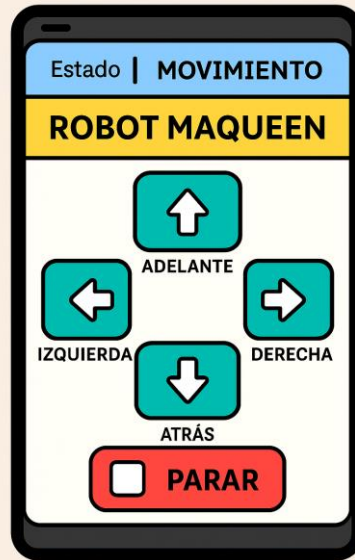 Estado | MOVIMIENTO
ROBOT MAQUEEN
ADELANTE
IZQUIERDA
DERECHA
ATRÁS
PARAR